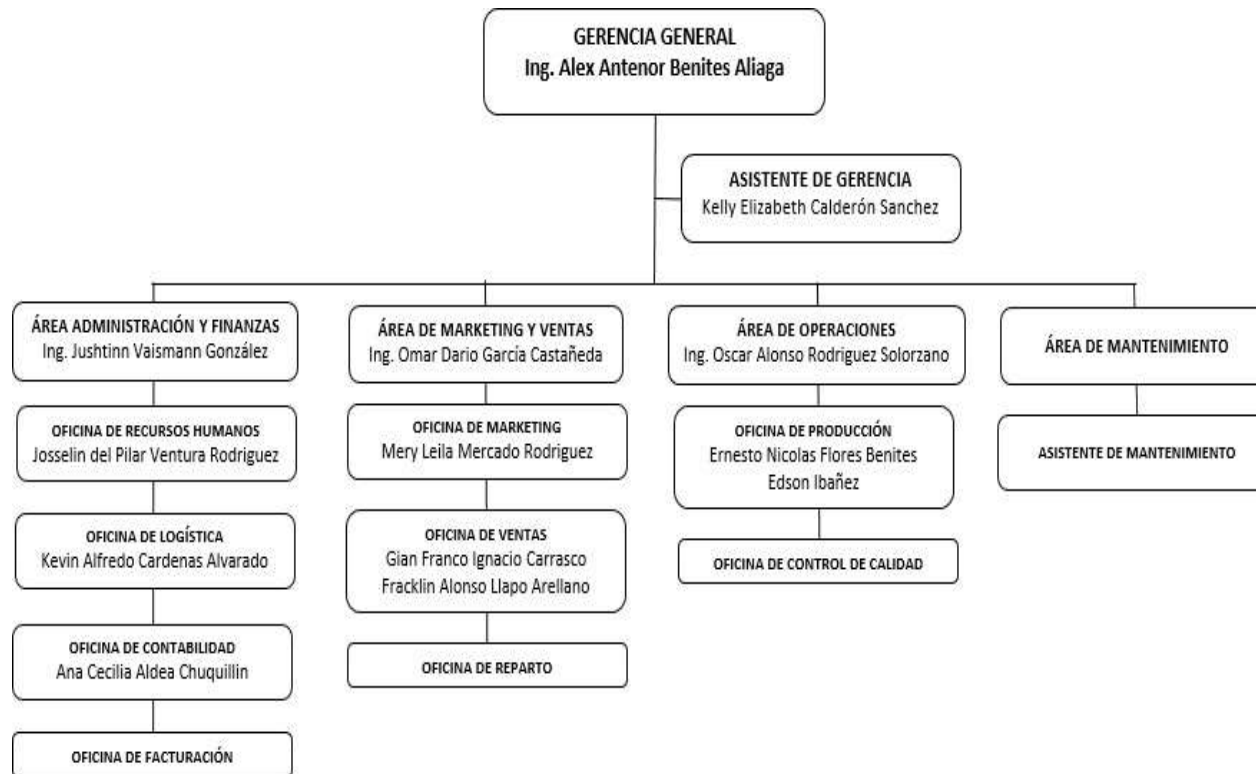 GERENCIA GENERAL
Ing. Alex Antenor Benites Aliaga
ASISTENTE DE GERENCIA
Kelly Elizabeth Calderón Sanchez
ÁREA ADMINISTRACIÓN Y FINANZAS
Ing. Jushtinn Vaismann González
OFICINA DE RECURSOS HUMANOS
Josselin del Pilar Ventura Rodriguez
OFICINA DE LOGÍSTICA
Kevin Alfredo Cardenas Alvarado
OFICINA DE CONTABILIDAD
Ana Cecilia Aldea Chuquillin
OFICINA DE FACTURACIÓN
ÁREA DE MARKETING Y VENTAS
Ing. Omar Dario García Castañeda
OFICINA DE MARKETING
Mery Leila Mercado Rodriguez
OFICINA DE VENTAS
Gian Franco Ignacio Carrasco
Fracklin Alonso Llapo Arellano
OFICINA DE REPARTO
ÁREA DE OPERACIONES
Ing. Oscar Alonso Rodriguez Solorzano
OFICINA DE PRODUCCIÓN
Ernesto Nicolas Flores Benites
Edson Ibañez
OFICINA DE CONTROL DE CALIDAD
ÁREA DE MANTENIMIENTO
ASISTENTE DE MANTENIMIENTO